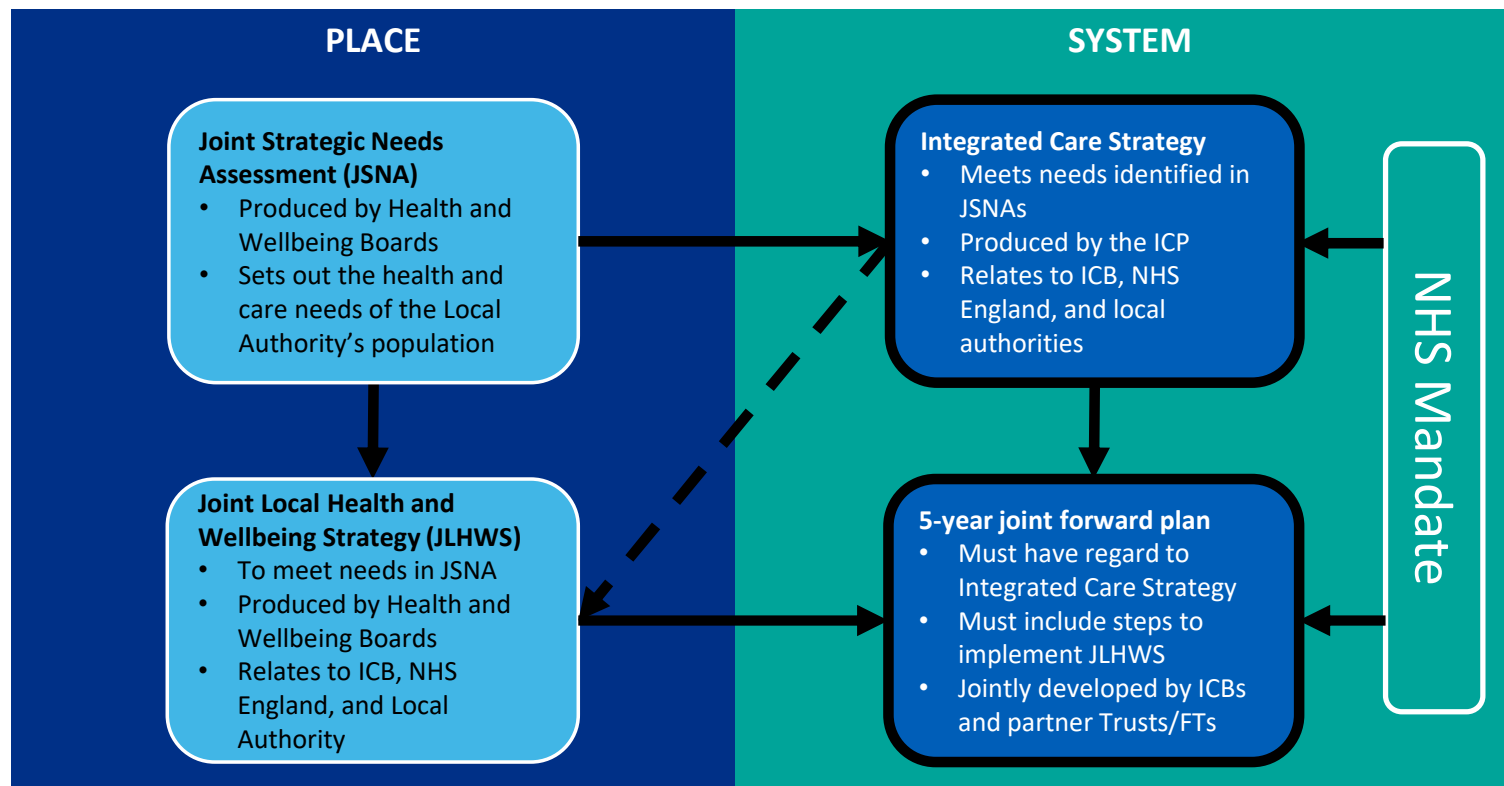 PLACE
Joint Strategic Needs
Assessment (JSNA)
• Produced by Health and
Wellbeing Boards
• Sets out the health and
care needs of the Local
Authority’s population
Joint Local Health and
Wellbeing Strategy (JLHWS)
• To meet needs in JSNA
• Produced by Health and
Wellbeing Boards
• Relates to ICB, NHS
England, and Local
Authority
SYSTEM
Integrated Care Strategy
• Meets needs identified in
JSNAs
• Produced by the ICP
• Relates to ICB, NHS
England, and local
authorities
5-year joint forward plan
• Must have regard to
Integrated Care Strategy
• Must include steps to
implement JLHWS
• Jointly developed by ICBs
and partner Trusts/FTs
NHS Mandate